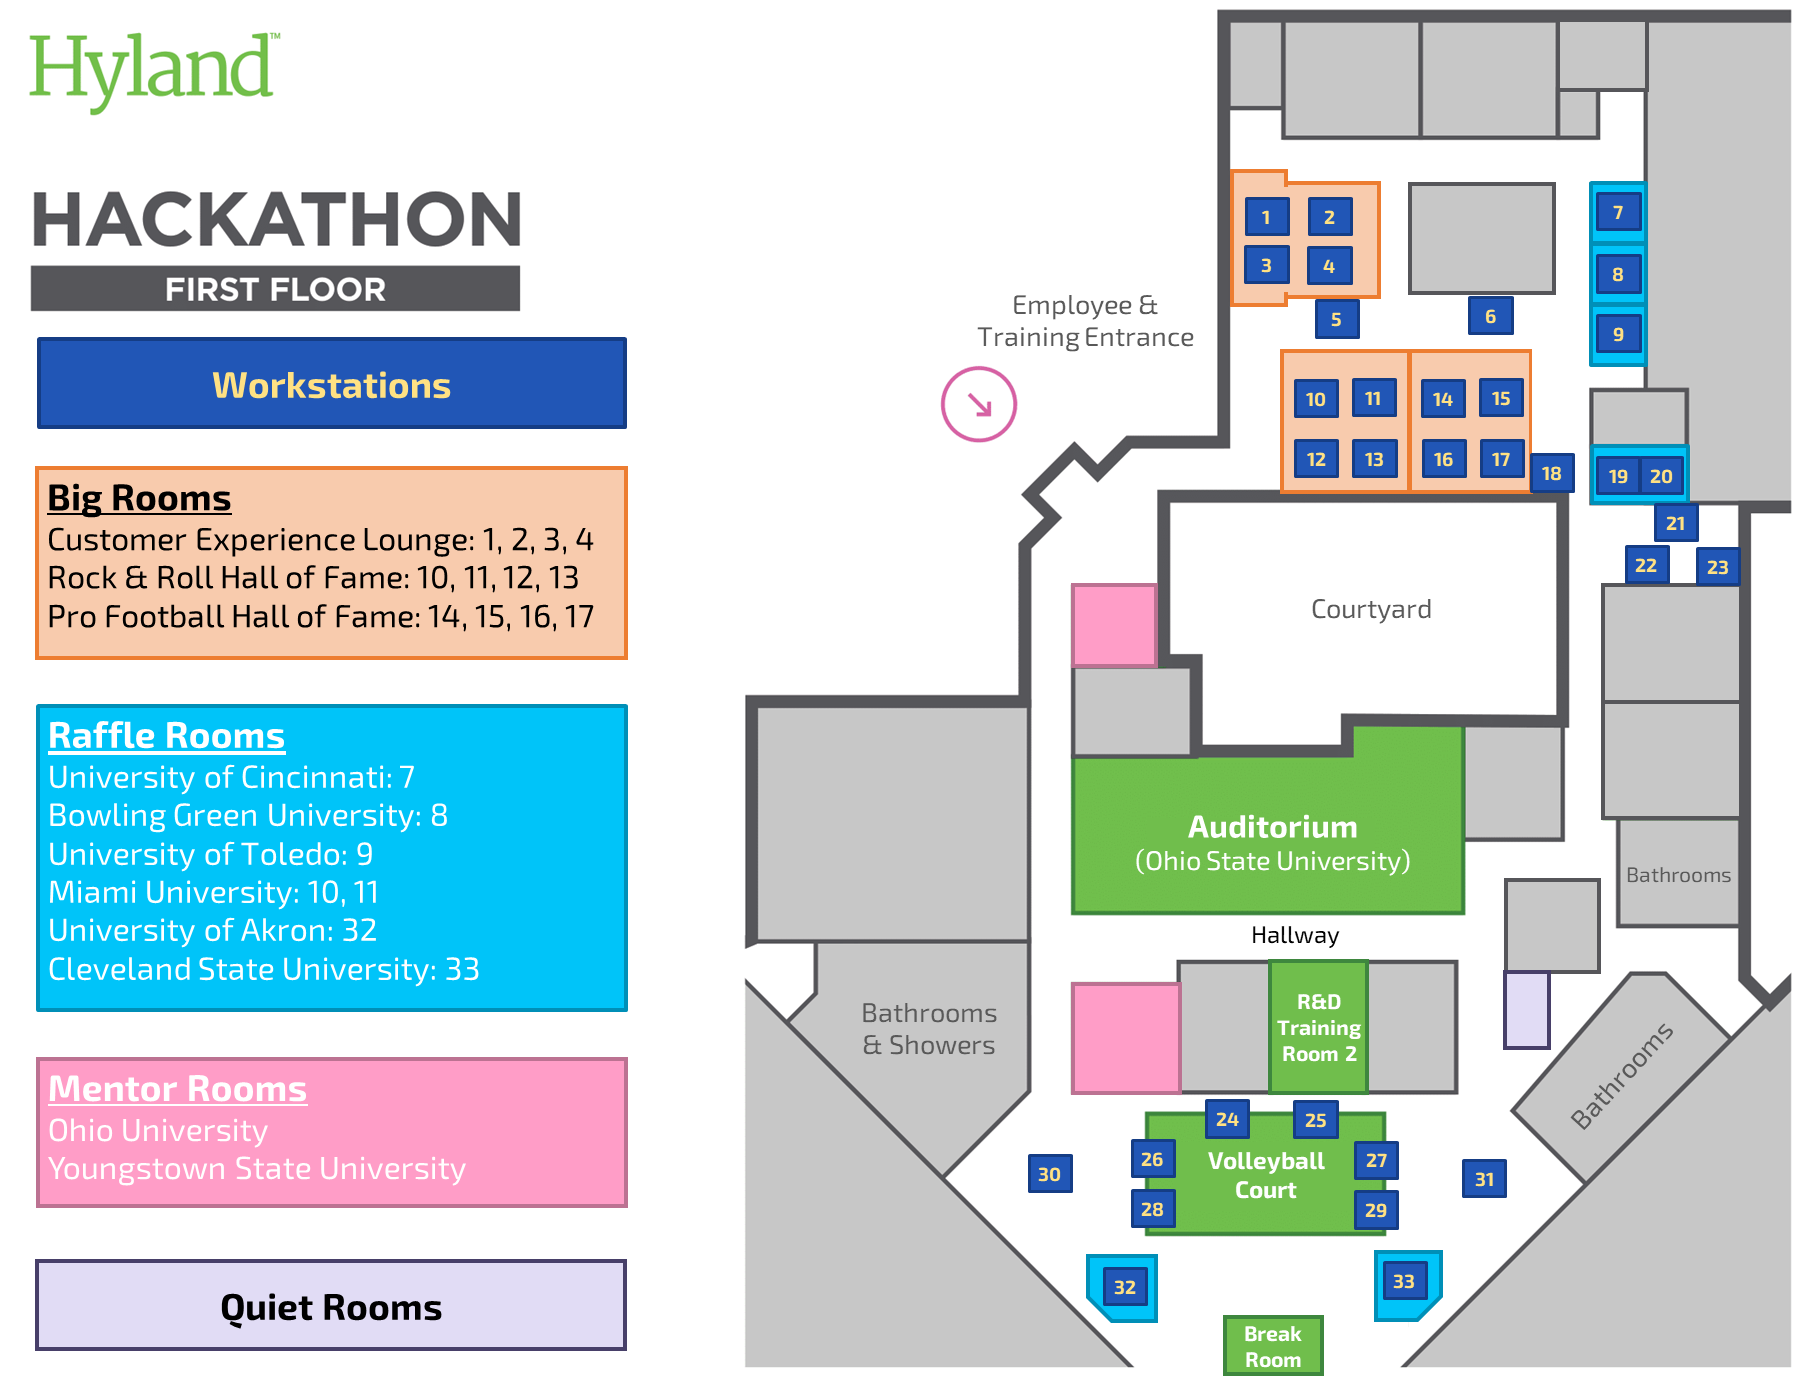 Hyland™
HACKATHON
FIRST FLOOR
Workstations
Big Rooms
Customer Experience Lounge: 1, 2, 3, 4
Rock & Roll Hall of Fame: 10, 11, 12, 13
Pro Football Hall of Fame: 14, 15, 16, 17
Raffle Rooms
University of Cincinnati: 7
Bowling Green University: 8
University of Toledo: 9
Miami University: 10, 11
University of Akron: 32
Cleveland State University: 33
Mentor Rooms
Ohio University
Youngstown State University
Quiet Rooms
1
2
3
4
5
6
7
8
9
Employee &
Training Entrance
10
11
12
13
14
15
16
17
18
19
20
21
22
23
Courtyard
Auditorium
(Ohio State University)
Bathrooms
Hallway
Bathrooms
& Showers
R&D
Training
Room 2
Bathrooms
24
25
26
Volleyball
Court
27
28
29
30
31
32
33
Break
Room